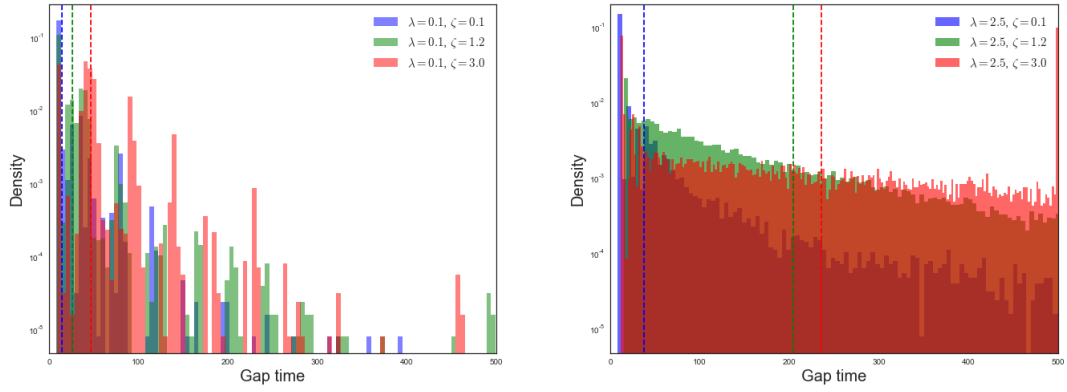 λ = 0.1, ζ = 0.1
λ = 0.1, ζ = 1.2
λ = 0.1, ζ = 3.0
10⁻¹
10⁻²
10⁻³
10⁻⁴
10⁻⁵
Density
0 100 200 300 400 500
Gap time
λ = 2.5, ζ = 0.1
λ = 2.5, ζ = 1.2
λ = 2.5, ζ = 3.0
10⁻¹
10⁻²
10⁻³
10⁻⁴
10⁻⁵
Density
0 100 200 300 400 500
Gap time